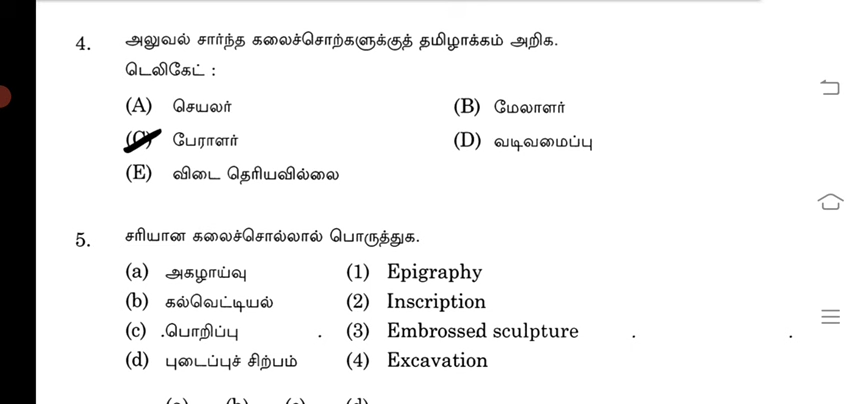 4. அலுவல் சார்ந்த கலைச்சொற்களுக்குத் தமிழாக்கம் அறிக.
டெலிகேட் :
(A) செயலர் (B) மேலாளர்
(C) பேராளர் (D) வடிவமைப்பு
(E) விடை தெரியவில்லை
5. சரியான கலைச்சொல்லால் பொருத்துக.
(a) அகழாய்வு (1) Epigraphy
(b) கல்வெட்டியல் (2) Inscription
(c) .பொறிப்பு . (3) Embrossed sculpture . .
(d) புடைப்புச் சிற்பம் (4) Excavation
(a) (b) (c) (d)